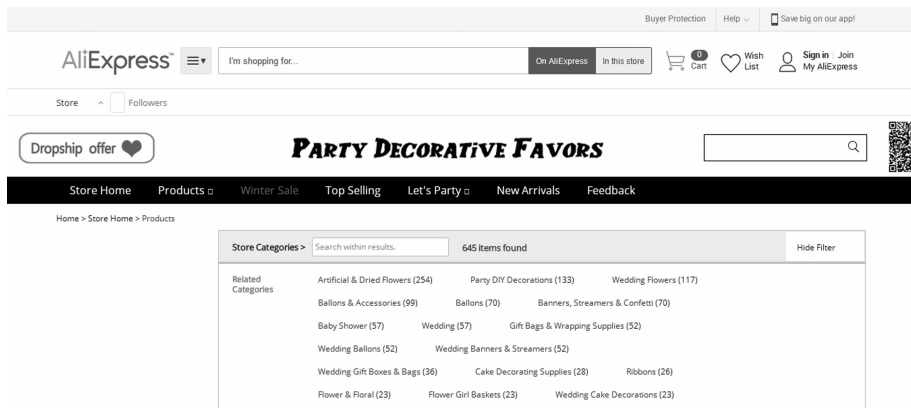 Buyer Protection Help Save big on our app!
AliExpress™ I'm shopping for... On AliExpress In this store 0 Cart Wish List Sign in Join My AliExpress
Store Followers
Dropship offer PARTY DECORATIVE FAVORS
Store Home Products Winter Sale Top Selling Let's Party New Arrivals Feedback
Home > Store Home > Products
Store Categories > Search within results. 645 items found Hide Filter
Related Categories Artificial & Dried Flowers (254) Party DIY Decorations (133) Wedding Flowers (117)
Ballons & Accessories (99) Ballons (70) Banners, Streamers & Confetti (70)
Baby Shower (57) Wedding (57) Gift Bags & Wrapping Supplies (52)
Wedding Ballons (52) Wedding Banners & Streamers (52)
Wedding Gift Boxes & Bags (36) Cake Decorating Supplies (28) Ribbons (26)
Flower & Floral (23) Flower Girl Baskets (23) Wedding Cake Decorations (23)